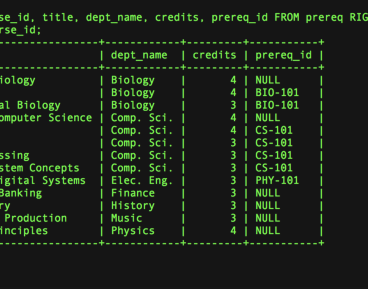 se_id, title, dept_name, credits, prereq_id FROM prereq RIG
rse_id;
-----------------+------------+---------+-----------+
| dept_name | credits | prereq_id |
-----------------+------------+---------+-----------+
iology | Biology | 4 | NULL |
| Biology | 4 | BIO-101 |
al Biology | Biology | 3 | BIO-101 |
omputer Science | Comp. Sci. | 4 | NULL |
| Comp. Sci. | 4 | CS-101 |
| Comp. Sci. | 3 | CS-101 |
ssing | Comp. Sci. | 3 | CS-101 |
stem Concepts | Comp. Sci. | 3 | CS-101 |
igital Systems | Elec. Eng. | 3 | PHY-101 |
Banking | Finance | 3 | NULL |
ry | History | 3 | NULL |
Production | Music | 3 | NULL |
inciples | Physics | 4 | NULL |
-----------------+------------+---------+-----------+